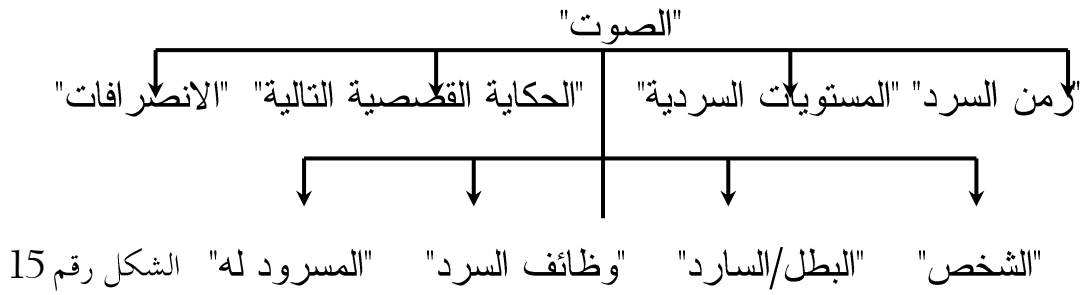 "الصوت"
"زمن السرد" "المستويات السردية" "الحكاية القصصية التالية" "الانصرافات"
"الشخص" "البطل/السارد" "وظائف السرد" "المسرود له" الشكل رقم 15